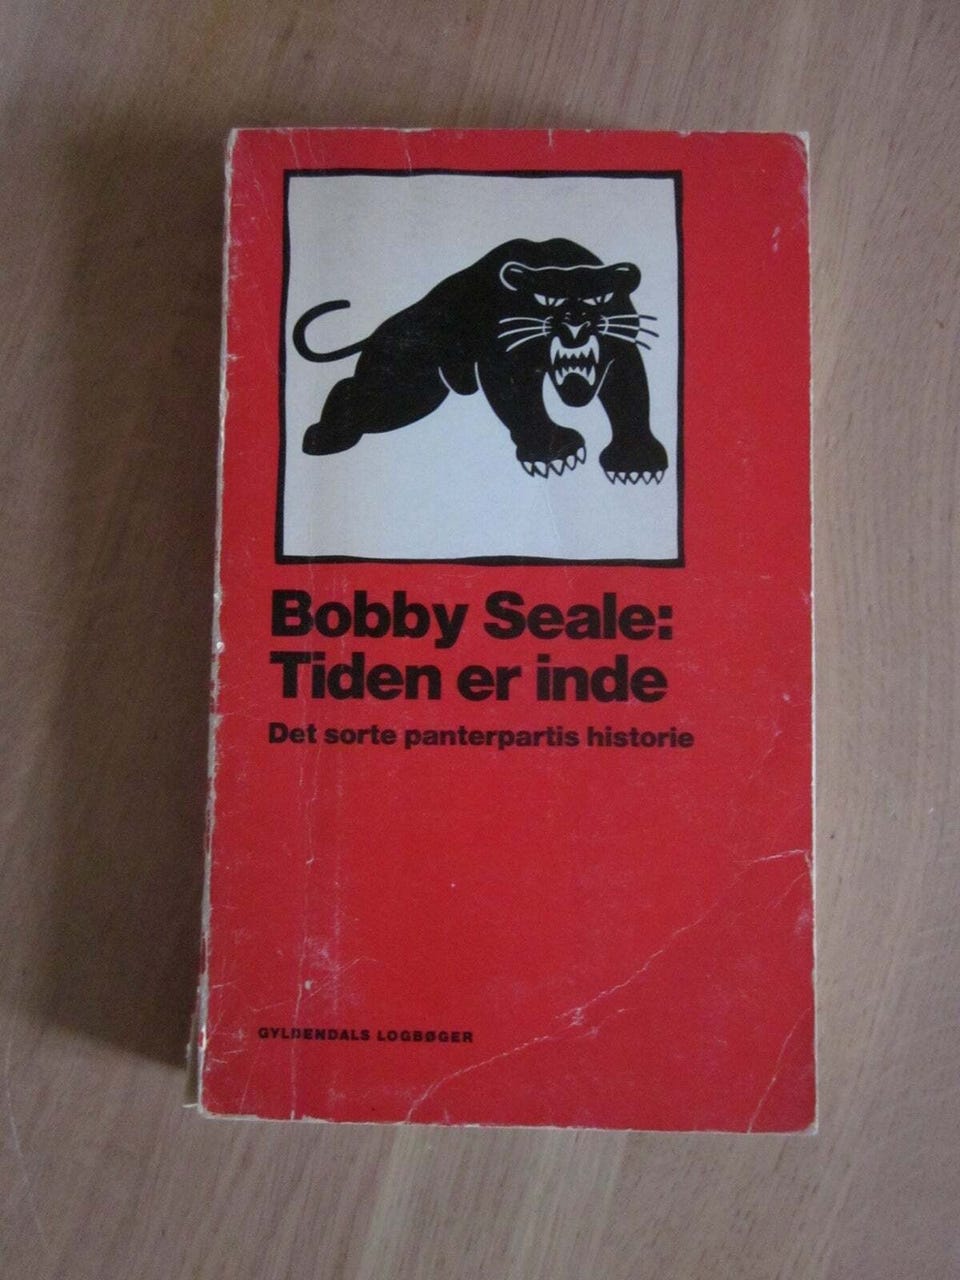 Bobby Seale:
Tiden er inde
Det sorte panterpartis historie
GYLDENDALS LOGBØGER